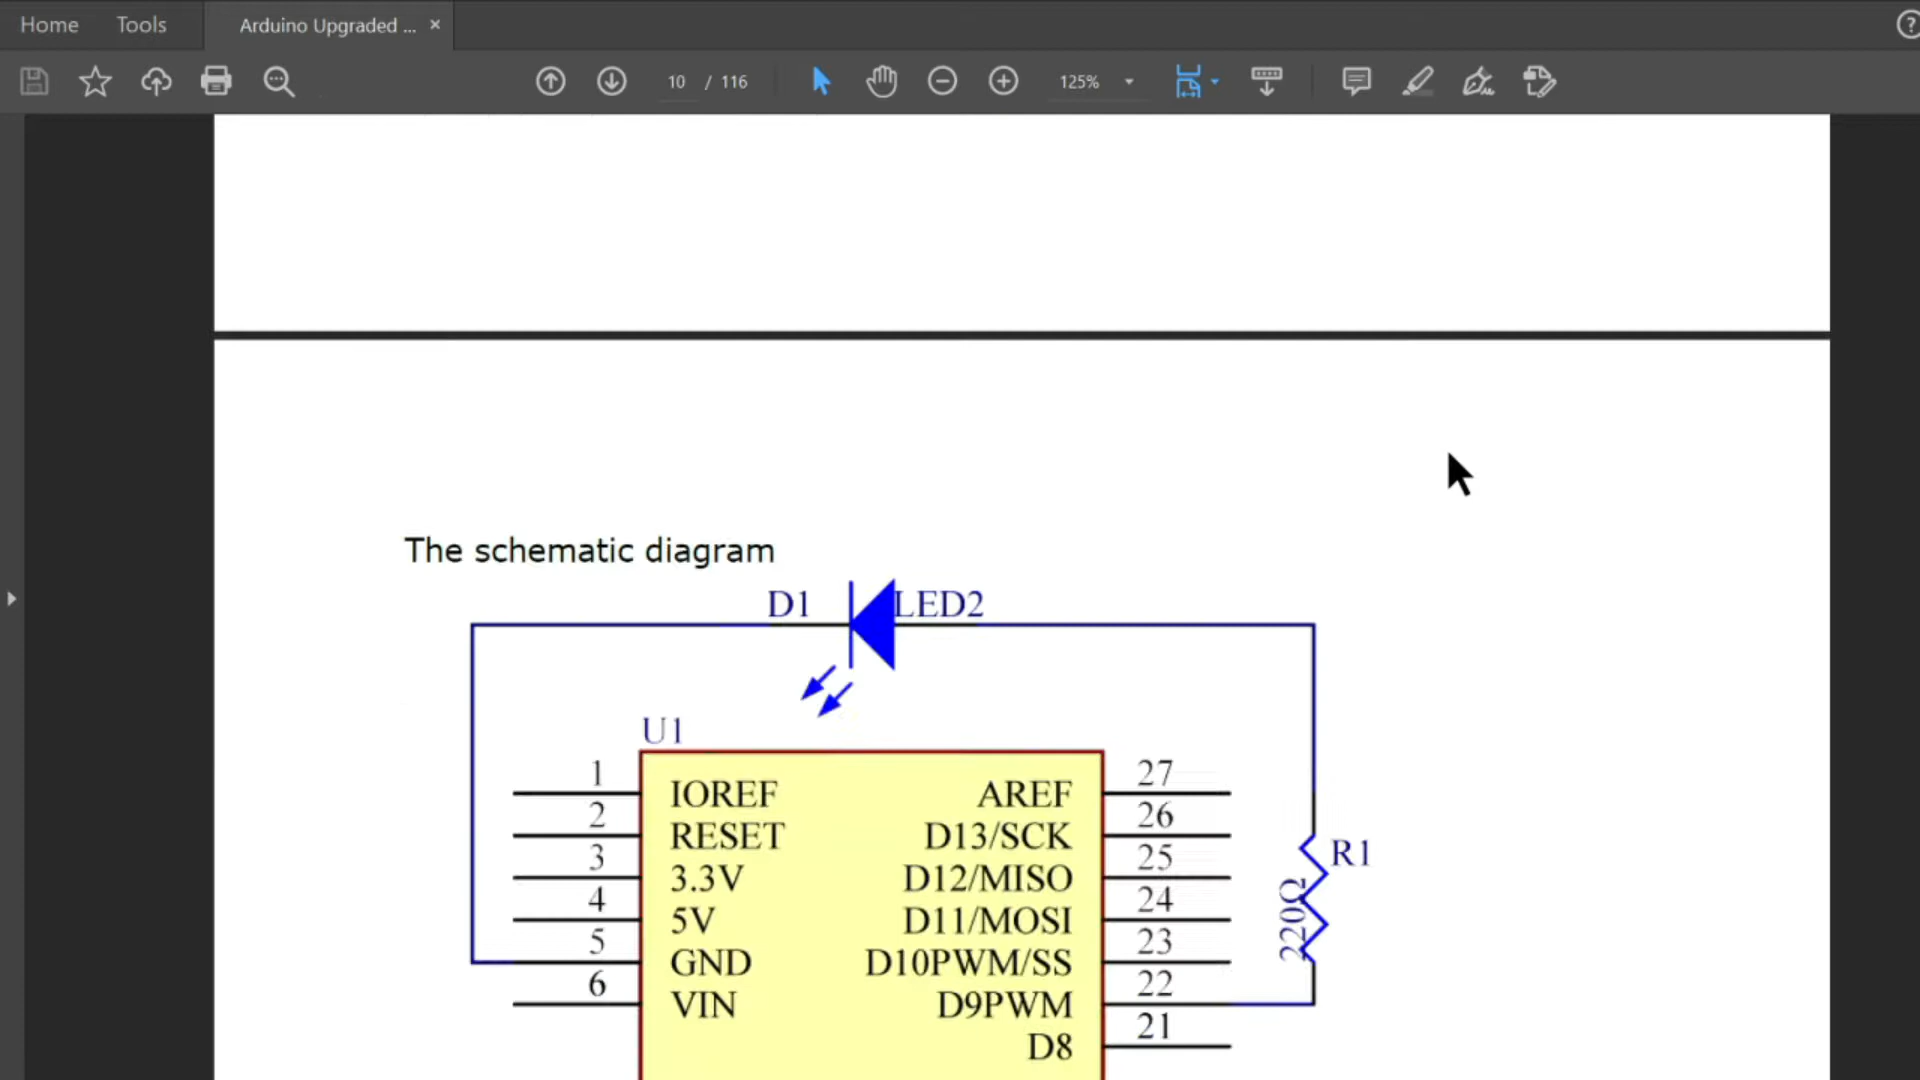 Home Tools Arduino Upgraded ... ×
10 / 116 125%
The schematic diagram
D1 LED2
U1
1 IOREF AREF 27
2 RESET D13/SCK 26
3 3.3V D12/MISO 25 R1
4 5V D11/MOSI 24 220Ω
5 GND D10PWM/SS 23
6 VIN D9PWM 22
D8 21